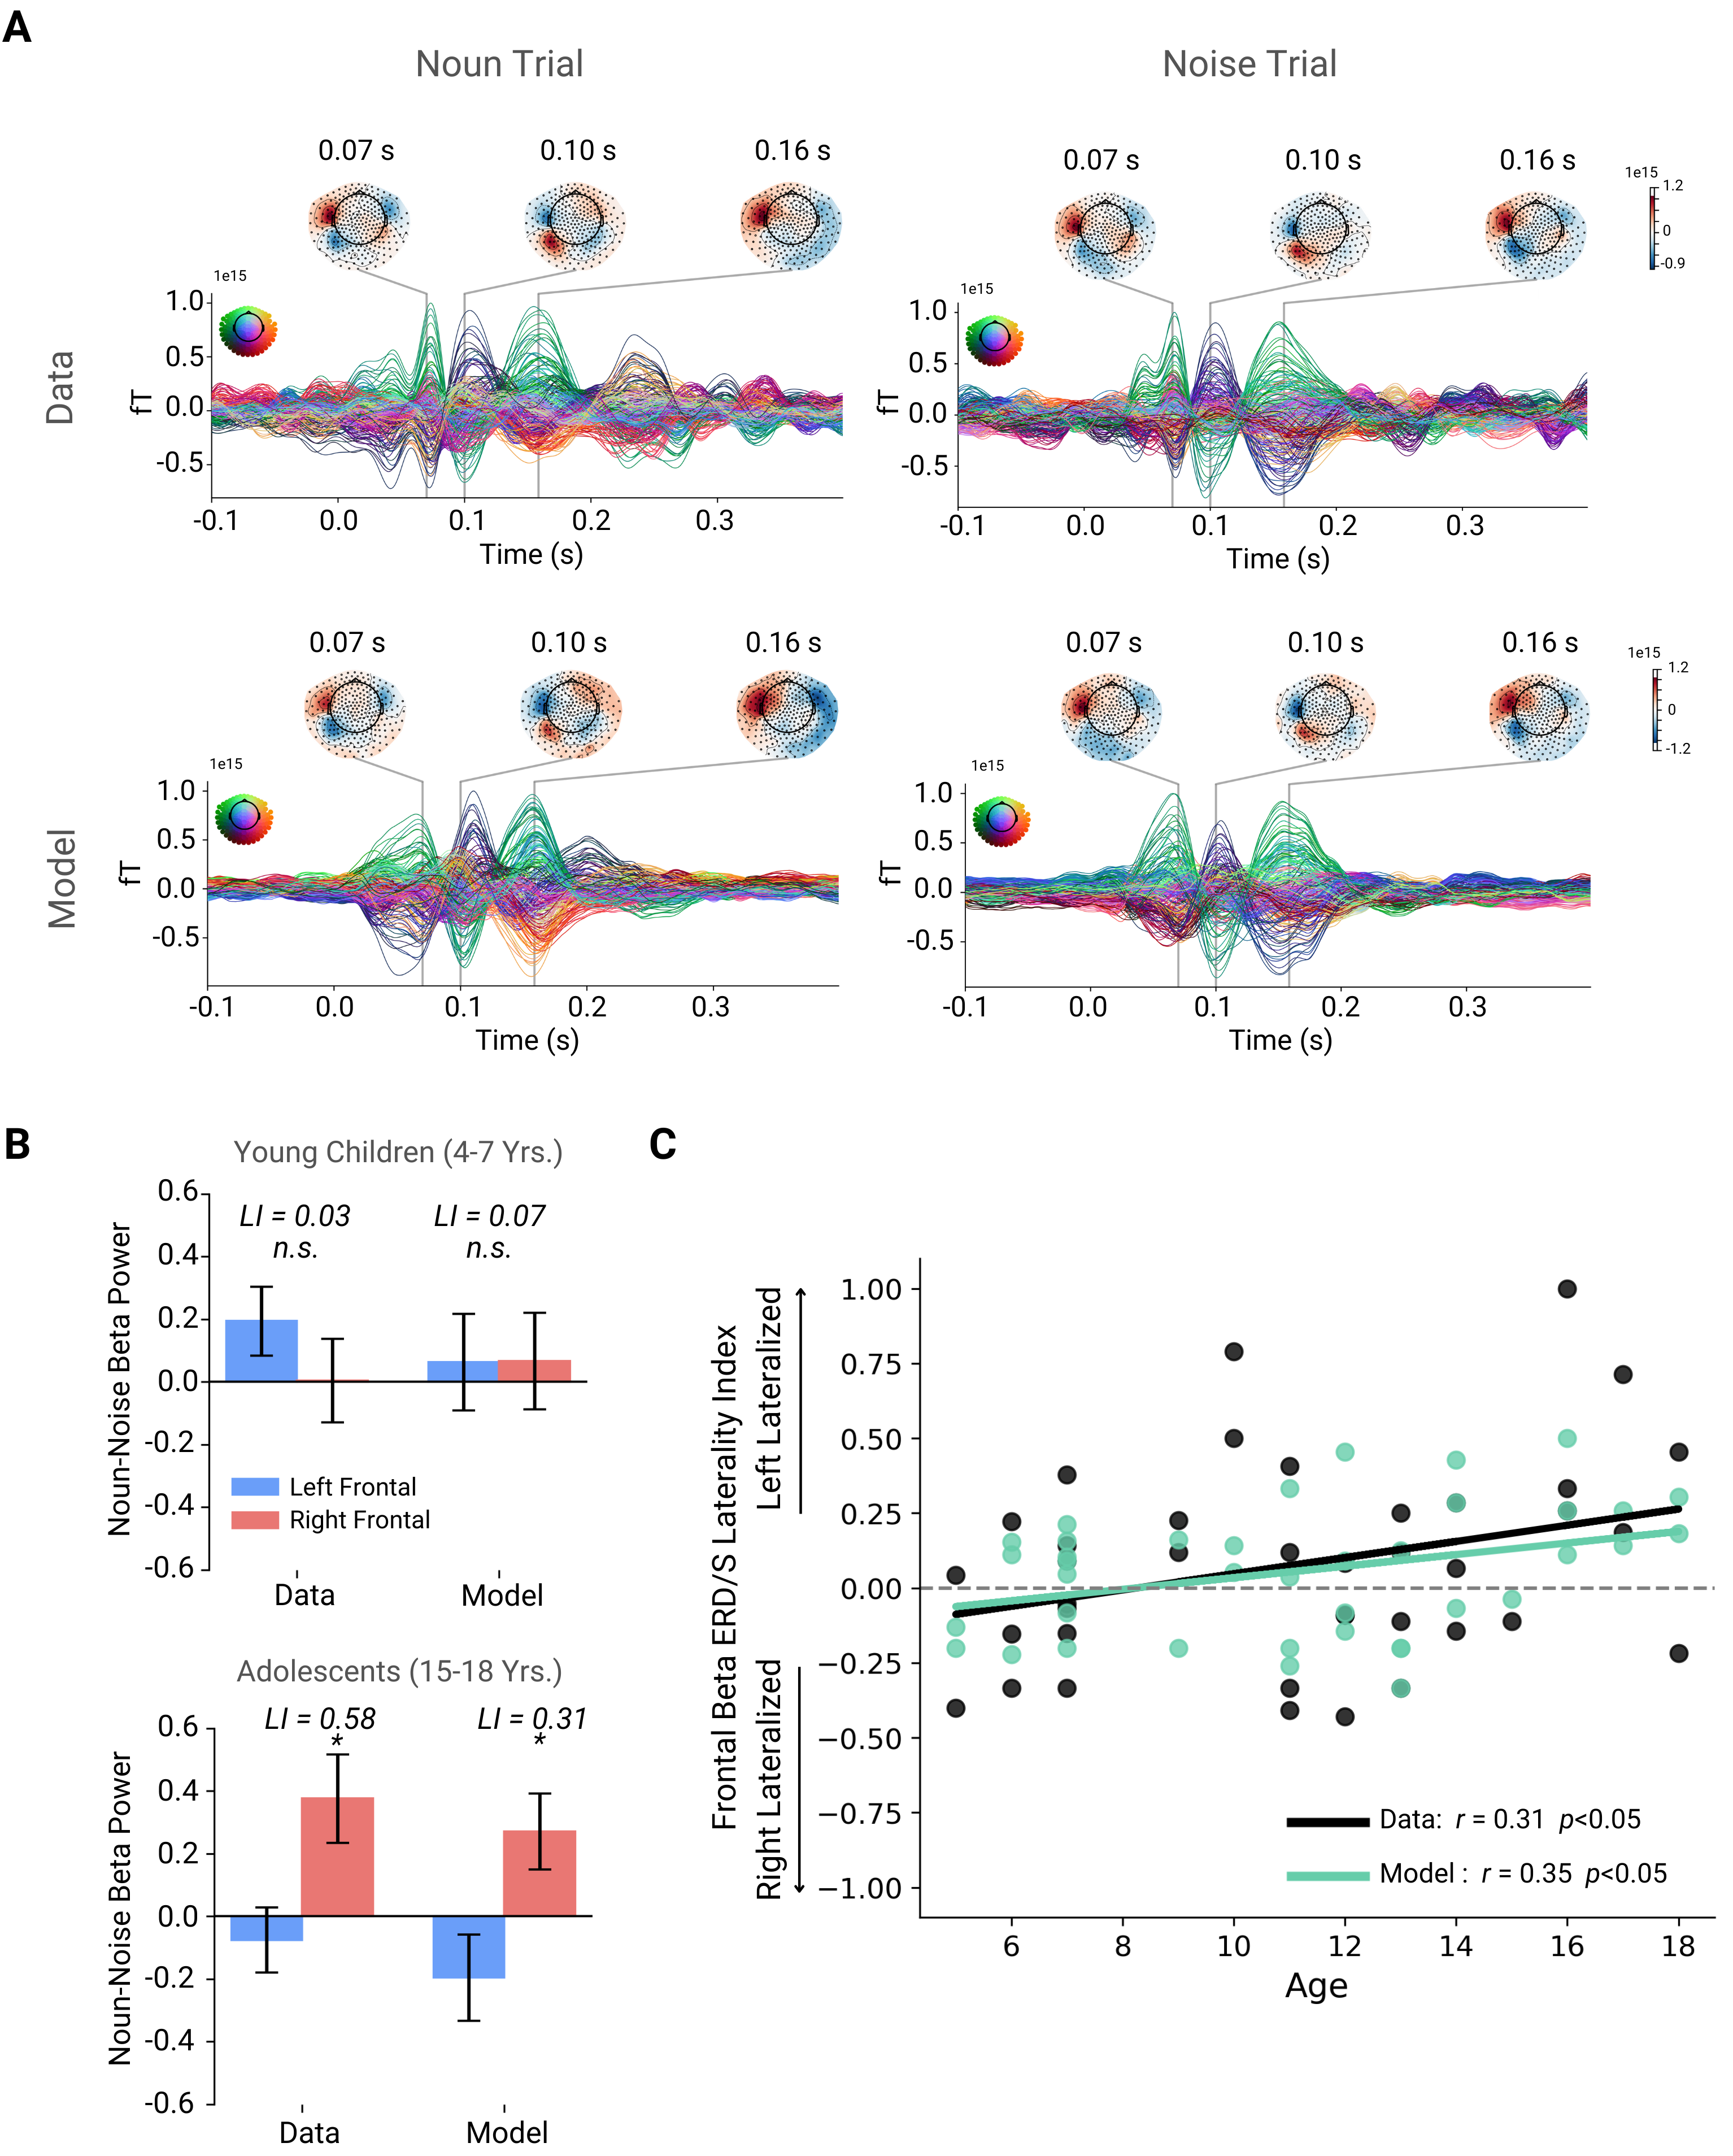 A
Noun Trial
Noise Trial
0.07 s
0.10 s
0.16 s
0.07 s
0.10 s
0.16 s
1e15
1.2
0
-0.9
Data
1e15
1.0
0.5
0.0
-0.5
fT
-0.1
0.0
0.1
0.2
0.3
Time (s)
1e15
1.0
0.5
0.0
-0.5
fT
-0.1
0.0
0.1
0.2
0.3
Time (s)
0.07 s
0.10 s
0.16 s
0.07 s
0.10 s
0.16 s
1e15
1.2
0
-1.2
Model
1e15
1.0
0.5
0.0
-0.5
fT
-0.1
0.0
0.1
0.2
0.3
Time (s)
1e15
1.0
0.5
0.0
-0.5
fT
-0.1
0.0
0.1
0.2
0.3
Time (s)
B
Young Children (4-7 Yrs.)
Noun-Noise Beta Power
0.6
0.4
0.2
0.0
-0.2
-0.4
-0.6
LI = 0.03
n.s.
LI = 0.07
n.s.
Left Frontal
Right Frontal
Data
Model
Adolescents (15-18 Yrs.)
Noun-Noise Beta Power
0.6
0.4
0.2
0.0
-0.2
-0.4
-0.6
LI = 0.58
*
LI = 0.31
*
Data
Model
C
Frontal Beta ERD/S Laterality Index
Left Lateralized
Right Lateralized
1.00
0.75
0.50
0.25
0.00
−0.25
−0.50
−0.75
−1.00
Data: r = 0.31 p<0.05
Model : r = 0.35 p<0.05
6
8
10
12
14
16
18
Age